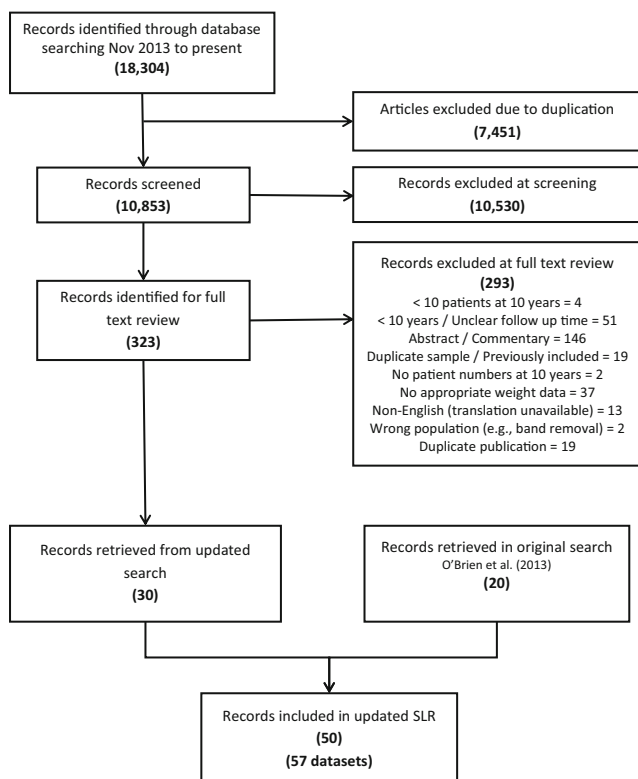 Records identified through database
searching Nov 2013 to present
(18,304)
Articles excluded due to duplication
(7,451)
Records screened
(10,853)
Records excluded at screening
(10,530)
Records identified for full
text review
(323)
Records excluded at full text review
(293)
< 10 patients at 10 years = 4
< 10 years / Unclear follow up time = 51
Abstract / Commentary = 146
Duplicate sample / Previously included = 19
No patient numbers at 10 years = 2
No appropriate weight data = 37
Non-English (translation unavailable) = 13
Wrong population (e.g., band removal) = 2
Duplicate publication = 19
Records retrieved from updated
search
(30)
Records retrieved in original search
O'Brien et al. (2013)
(20)
Records included in updated SLR
(50)
(57 datasets)